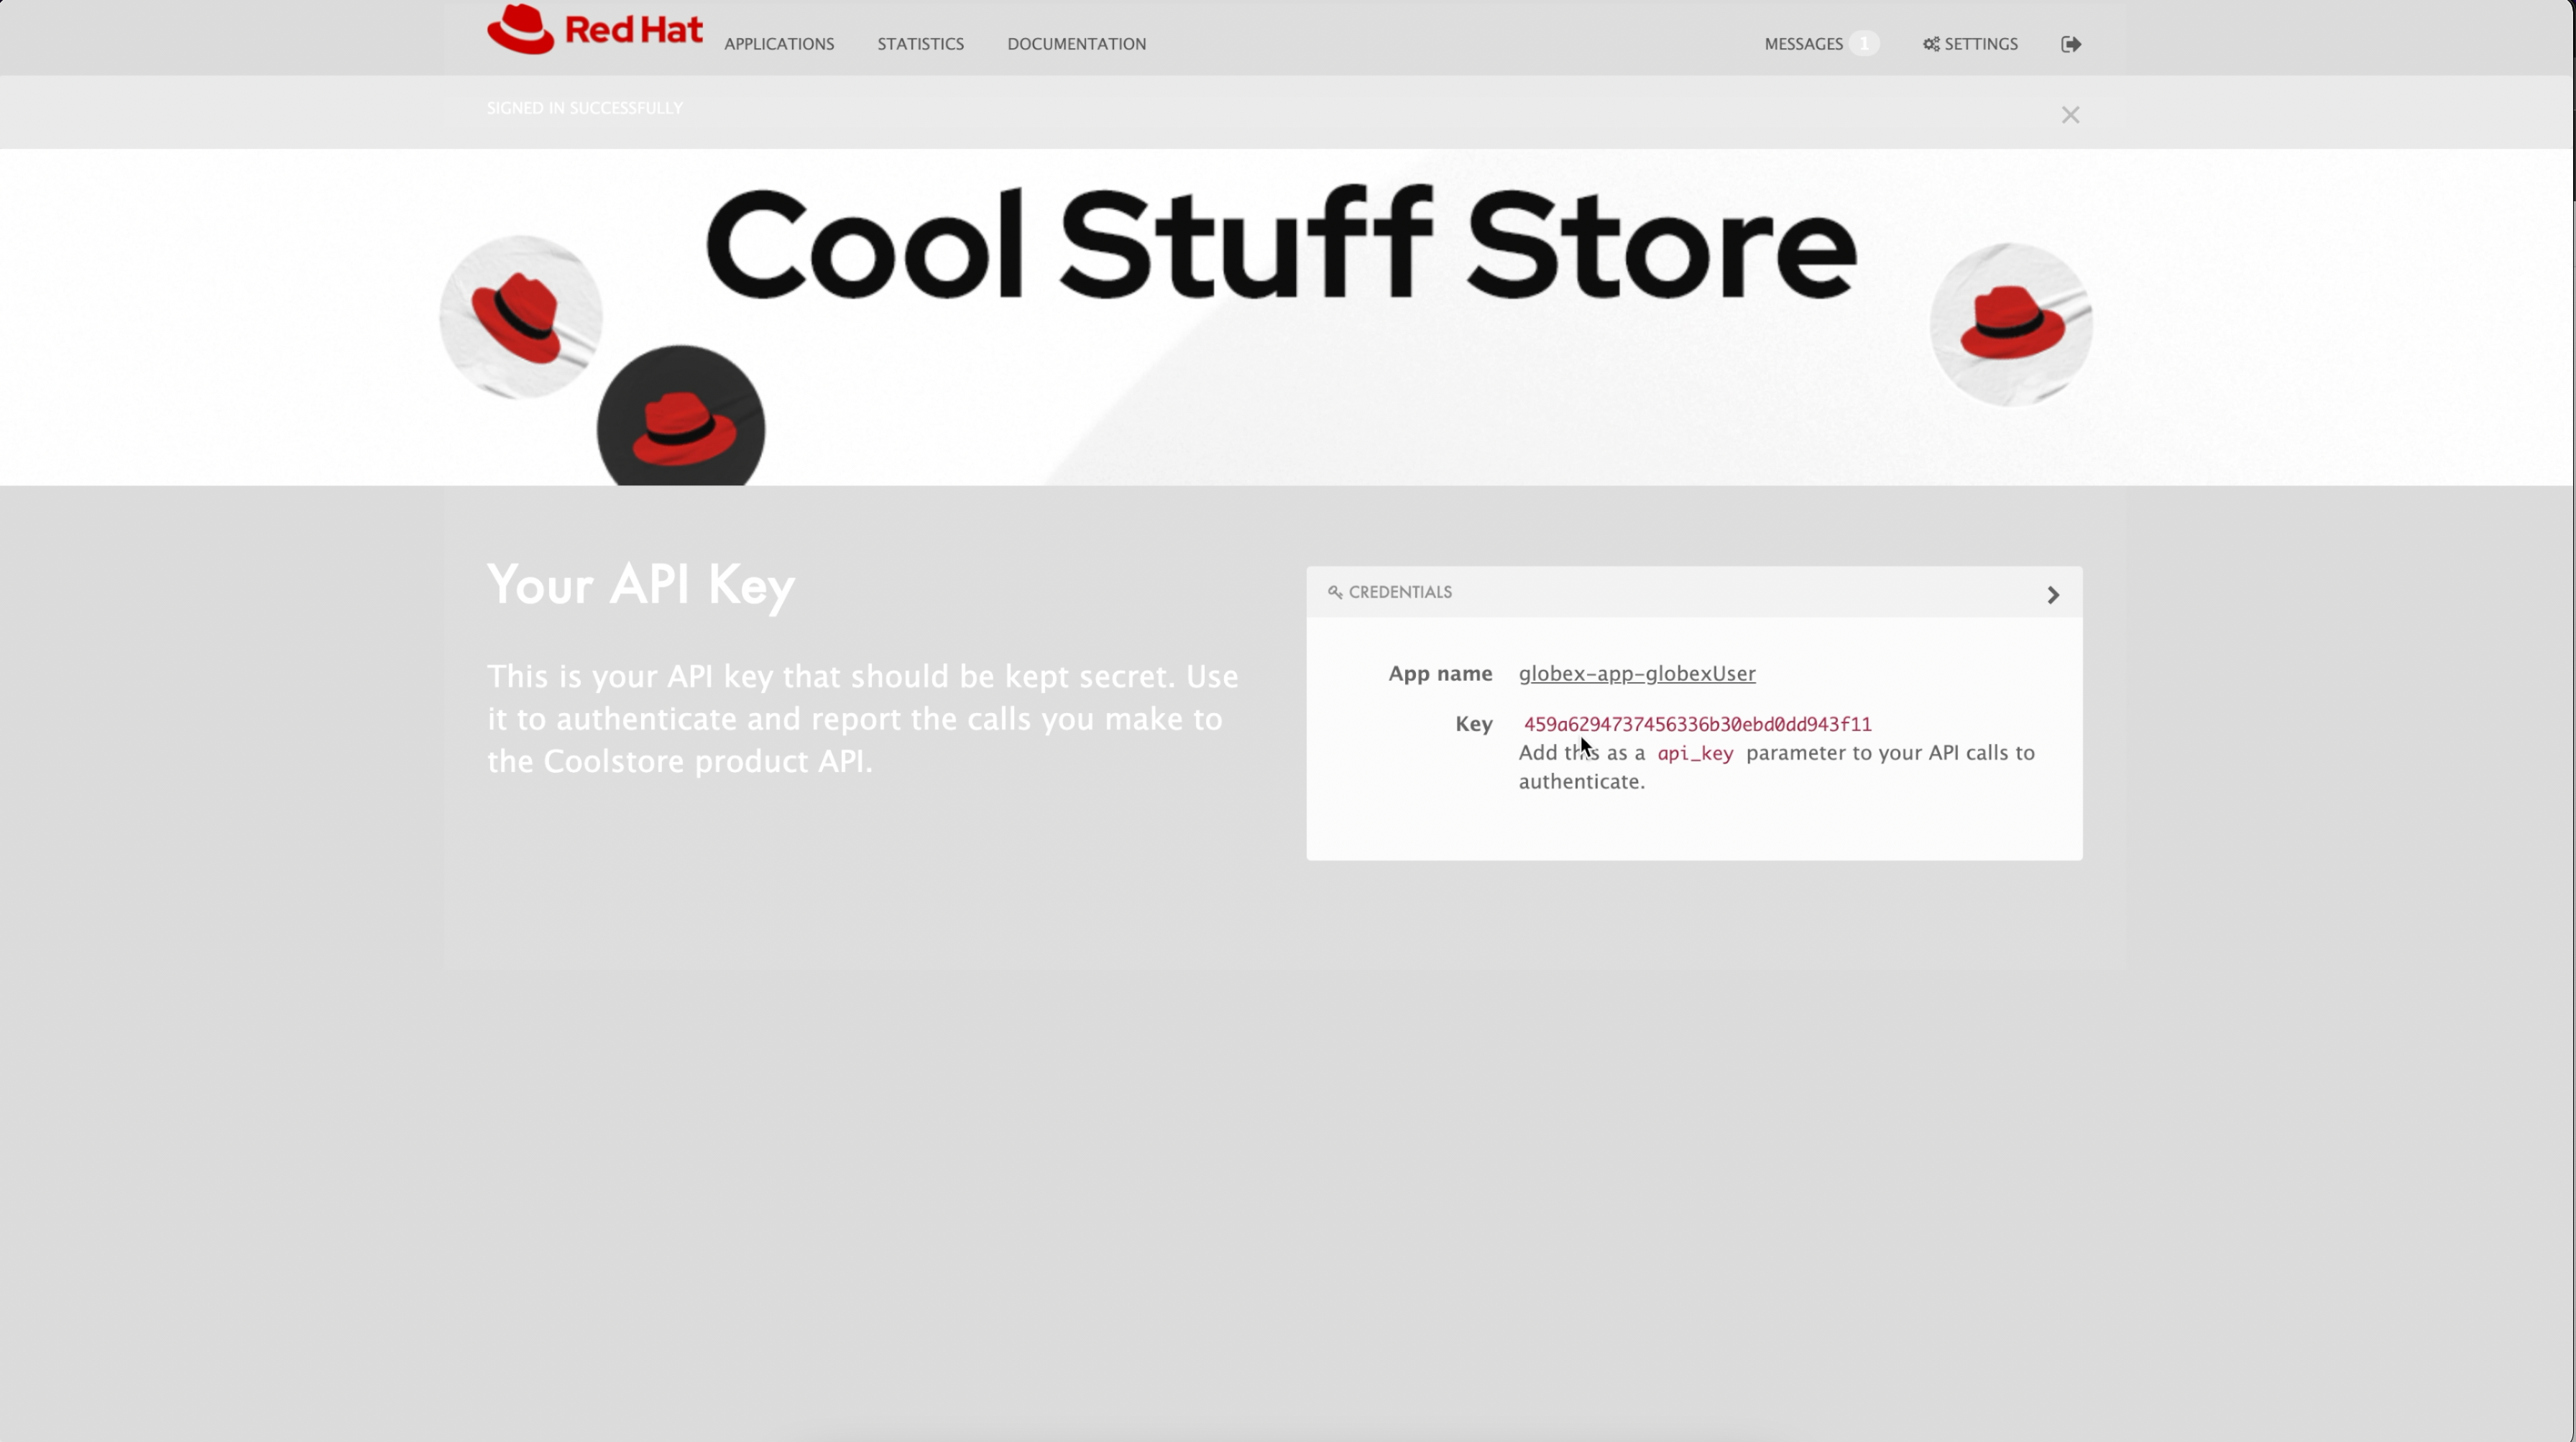 Red Hat
APPLICATIONS
STATISTICS
DOCUMENTATION
MESSAGES 1
SETTINGS
SIGNED IN SUCCESSFULLY
Cool Stuff Store
Your API Key
This is your API key that should be kept secret. Use
it to authenticate and report the calls you make to
the Coolstore product API.
CREDENTIALS
App name globex-app-globexUser
Key 459a6294737456336b30ebd0dd943f11
Add this as a api_key parameter to your API calls to
authenticate.